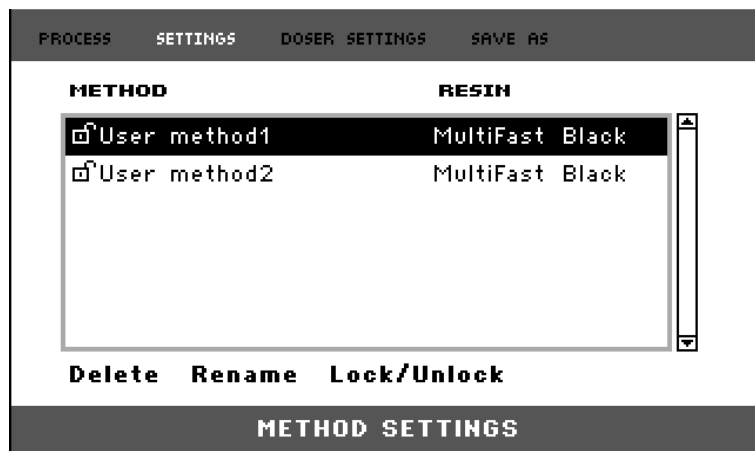 PROCESS SETTINGS DOSER SETTINGS SAVE AS
METHOD RESIN
User method1 MultiFast Black
User method2 MultiFast Black
Delete Rename Lock/Unlock
METHOD SETTINGS